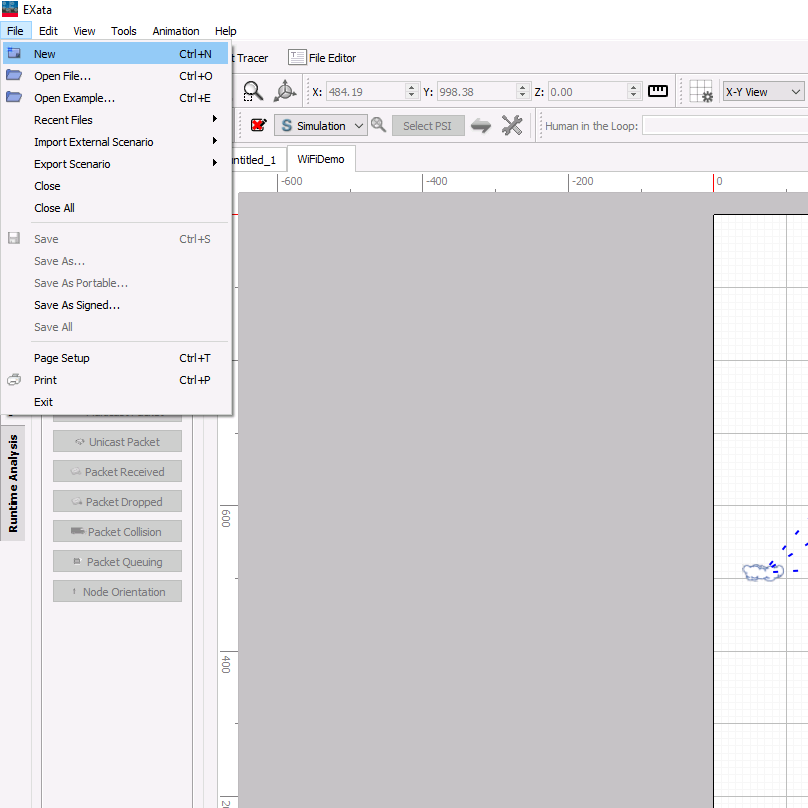 EXata
File Edit View Tools Animation Help
New Ctrl+N
Tracer
File Editor
Open File... Ctrl+O
Open Example... Ctrl+E
X: 484.19 Y: 998.38 Z: 0.00
X-Y View
Recent Files
Simulation
Select PSI
Human in the Loop:
Import External Scenario
Export Scenario
WiFiDemo
Close
-600 -400 -200 0
Close All
Save Ctrl+S
Save As...
Save As Portable...
Save As Signed...
Save All
Page Setup Ctrl+T
Print Ctrl+P
Exit
Runtime Analysis
Unicast Packet
Packet Received
Packet Dropped
Packet Collision
Packet Queuing
Node Orientation
600
400